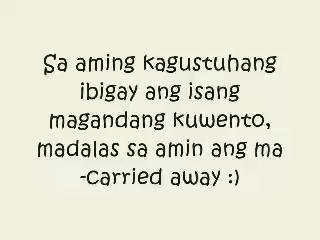 Sa aming kagustuhang
ibigay ang isang
magandang kuwento,
madalas sa amin ang ma
-carried away :)